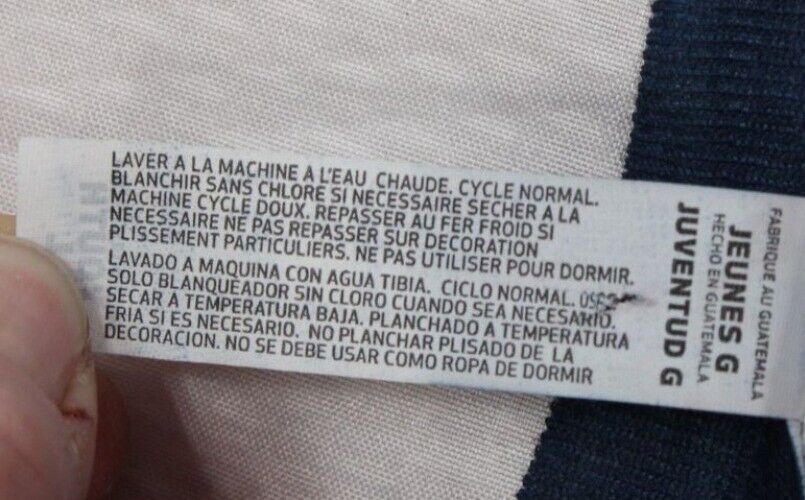 LAVER A LA MACHINE A L'EAU CHAUDE. CYCLE NORMAL.
BLANCHIR SANS CHLORE SI NECESSAIRE SECHER A LA
MACHINE CYCLE DOUX. REPASSER AU FER FROID SI
NECESSAIRE NE PAS REPASSER SUR DECORATION
PLISSEMENT PARTICULIERS. NE PAS UTILISER POUR DORMIR.
LAVADO A MAQUINA CON AGUA TIBIA. CICLO NORMAL.
SOLO BLANQUEADOR SIN CLORO CUANDO SEA NECESARIO.
SECAR A TEMPERATURA BAJA. PLANCHADO A TEMPERATURA
FRIA SI ES NECESARIO. NO PLANCHAR PLISADO DE LA
DECORACION. NO SE DEBE USAR COMO ROPA DE DORMIR
FABRIQUE AU GUATEMALA
JEUNES G
HECHO EN GUATEMALA
JUVENTUD G